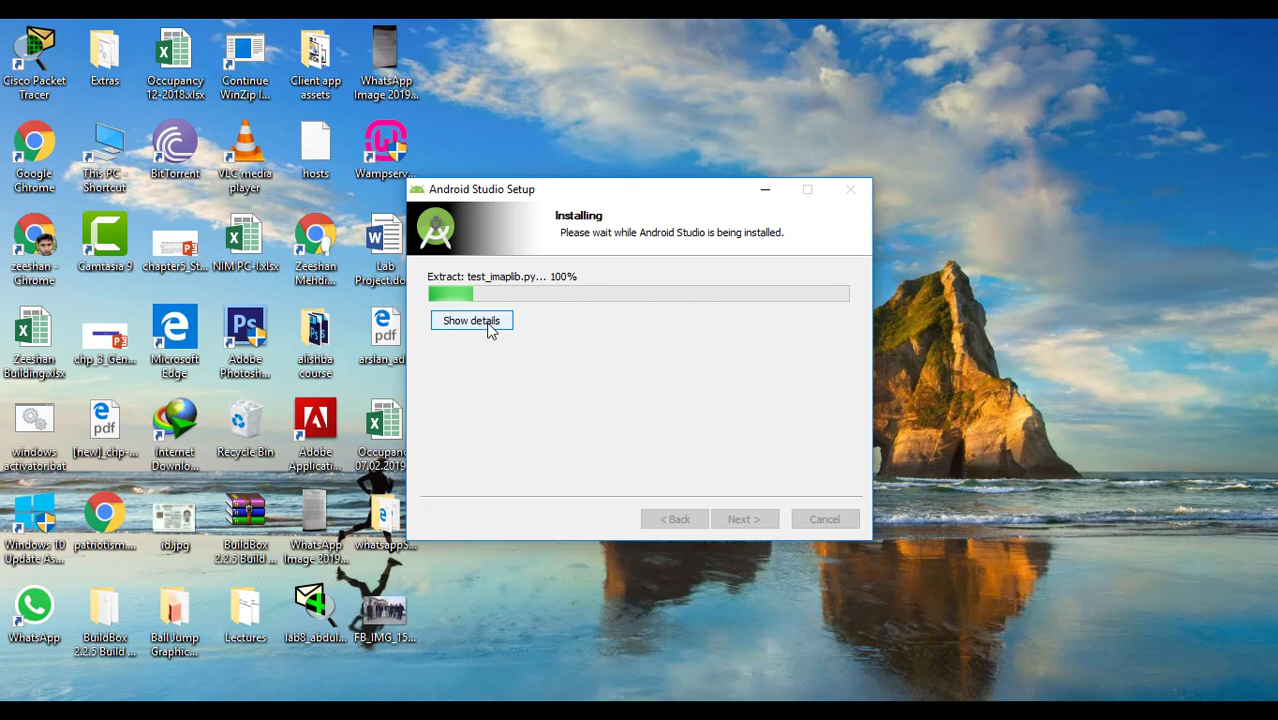 Cisco Packet
Tracer
Extras
Occupancy
12-2018.xlsx
Continue
WinZip I...
Client app
assets
WhatsApp
Image 2019...
Google
Chrome
This PC -
Shortcut
BitTorrent
VLC media
player
hosts
Wampserv...
zeeshan -
Chrome
Camtasia 9
chapter5_St...
NIM PC-I.xlsx
Zeeshan
Mehdi...
Lab
Project.do
Zeeshan
Building.xlsx
chp_3_Gen...
Microsoft
Edge
Adobe
Photosh...
alishba
course
arslan_ad
windows
activator.bat
[new]_chp-...
Internet
Downlo...
Recycle Bin
Adobe
Applicati...
Occupan
07.02.2019
Windows 10
Update As...
patriotism....
id.jpg
BuildBox
2.2.5 Build ...
WhatsApp
Image 2019...
whatsappS...
WhatsApp
BuildBox
2.2.5 Build ...
Ball Jump
Graphic...
Lectures
lab8_abdul...
FB_IMG_15...
Android Studio Setup
Installing
Please wait while Android Studio is being installed.
Extract: test_imaplib.py... 100%
Show details
< Back
Next >
Cancel